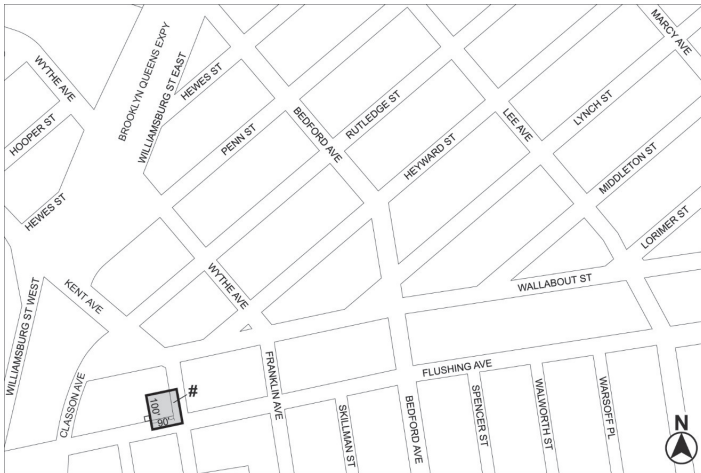 MARCY AVE
WYTHE AVE
BROOKLYN QUEENS EXPY
WILLIAMSBURG ST EAST
HEWES ST
HOOPER ST
PENN ST
BEDFORD AVE
RUTLEDGE ST
LEE AVE
LYNCH ST
HEYWARD ST
MIDDLETON ST
HEWES ST
LORIMER ST
KENT AVE
WYTHE AVE
WALLABOUT ST
WILLIAMSBURG ST WEST
CLASSON AVE
#
100'
90'
FRANKLIN AVE
FLUSHING AVE
SKILLMAN ST
BEDFORD AVE
SPENCER ST
WALWORTH ST
WARSOFF PL
N